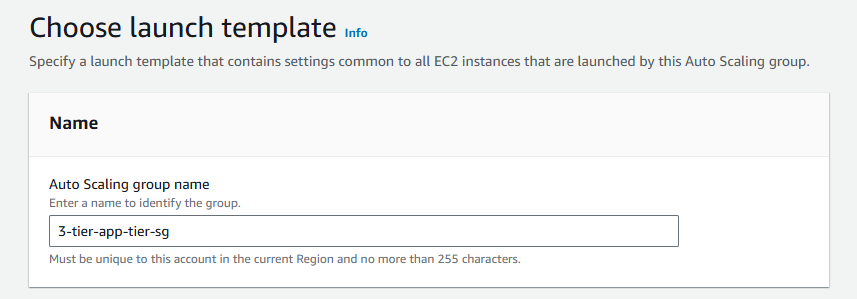 Choose launch template Info
Specify a launch template that contains settings common to all EC2 instances that are launched by this Auto Scaling group.
Name
Auto Scaling group name
Enter a name to identify the group.
3-tier-app-tier-sg
Must be unique to this account in the current Region and no more than 255 characters.